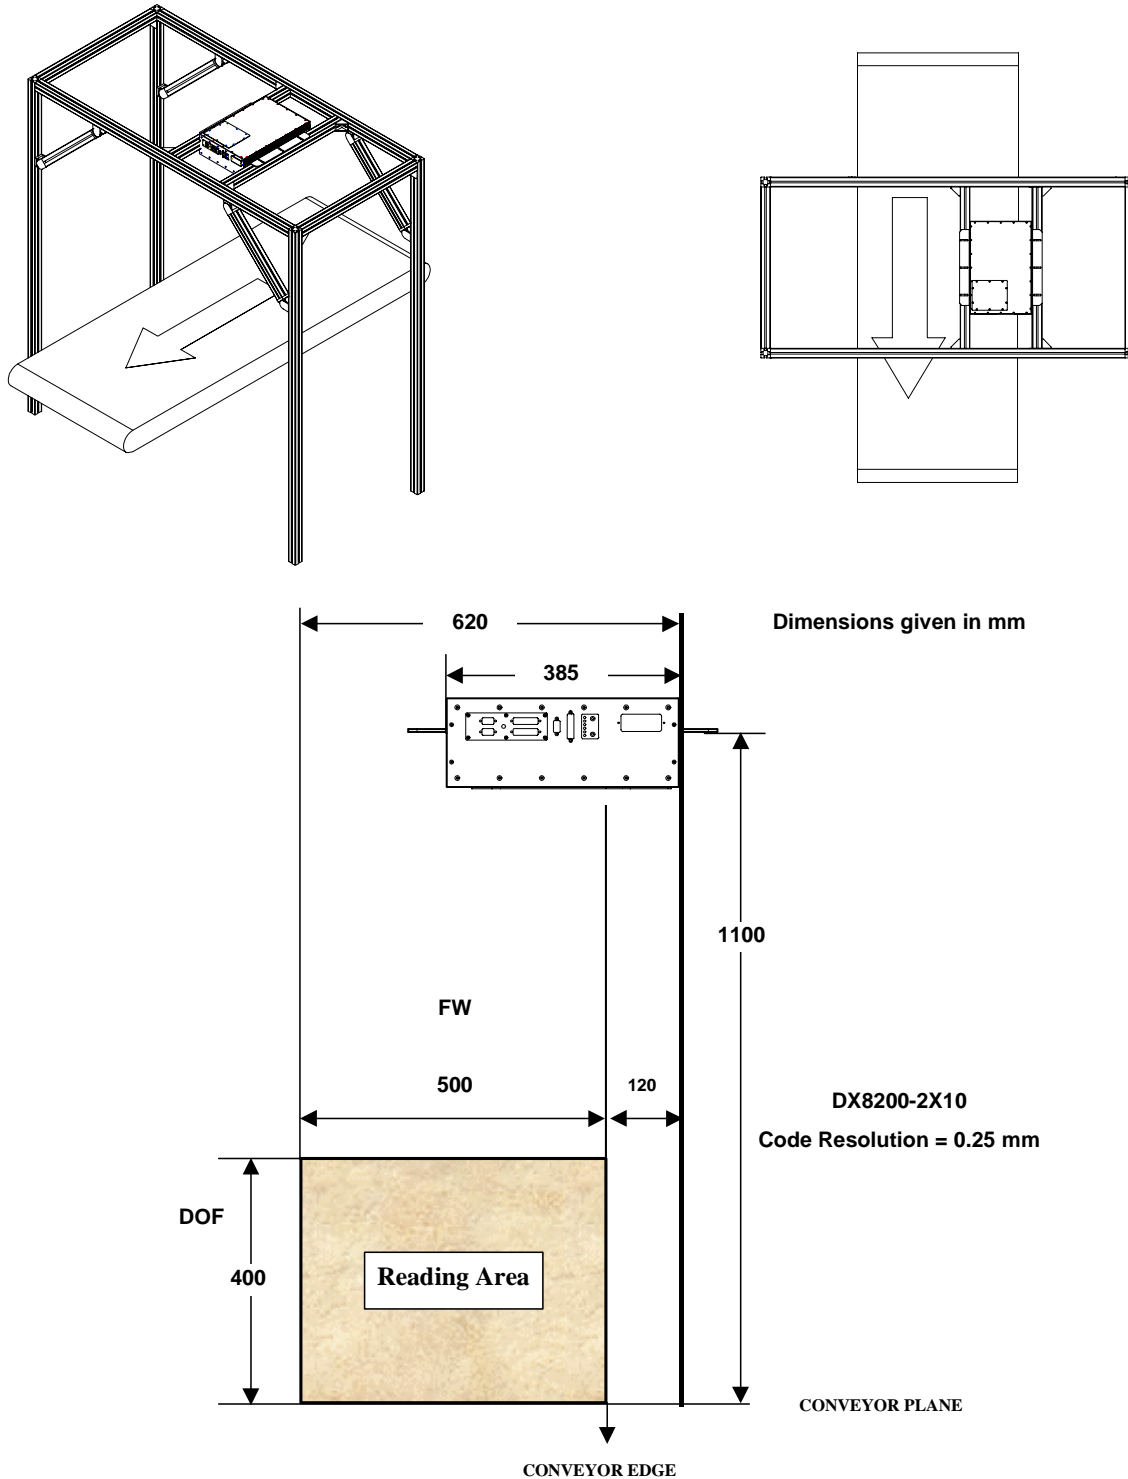 620
Dimensions given in mm
385
1100
FW
500
120
DX8200-2X10
Code Resolution = 0.25 mm
DOF
400
Reading Area
CONVEYOR PLANE
CONVEYOR EDGE